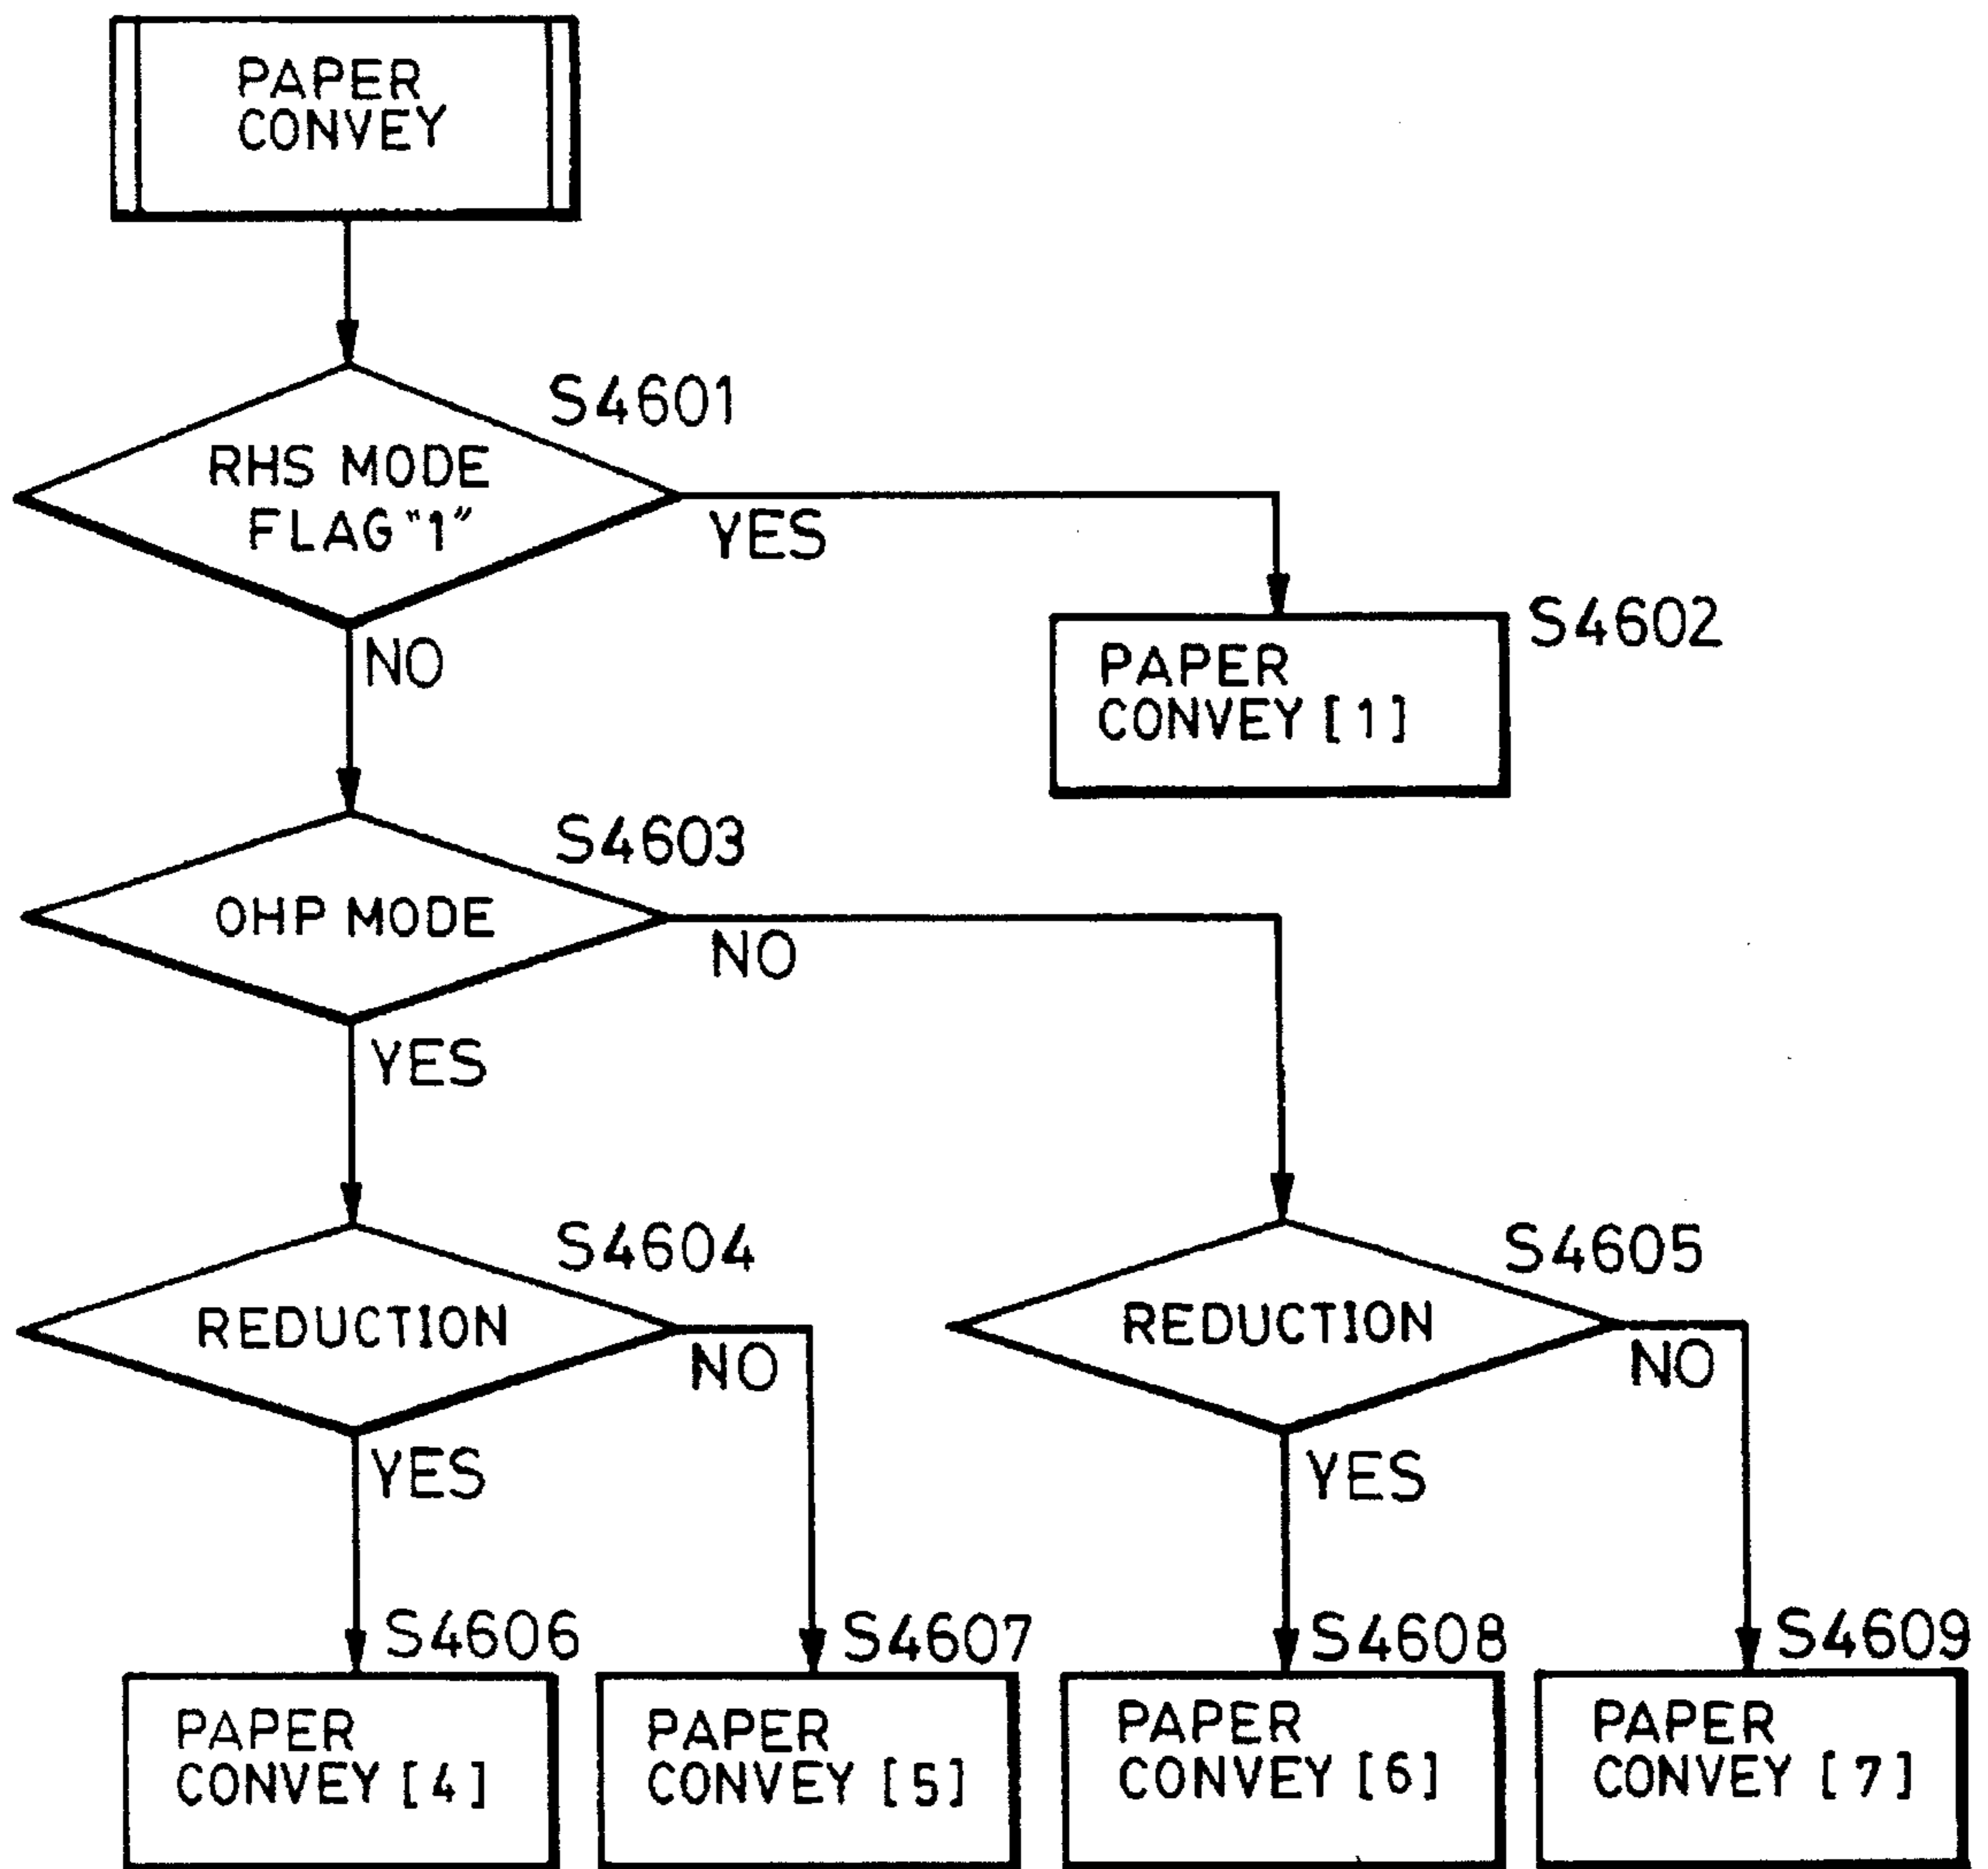 PAPER
CONVEY
S4601
RHS MODE
FLAG "1"
YES
NO
S4602
PAPER
CONVEY [1]
S4603
OHP MODE
NO
YES
S4604
REDUCTION
NO
YES
S4605
REDUCTION
NO
YES
S4606
PAPER
CONVEY [4]
S4607
PAPER
CONVEY [5]
S4608
PAPER
CONVEY [6]
S4609
PAPER
CONVEY [7]